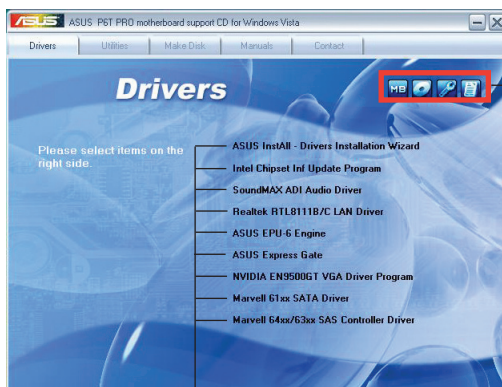 ASUS P6T PRO motherboard support CD for Windows Vista
Drivers Utilities Make Disk Manuals Contact
Drivers
MB
Please select items on the
right side.
ASUS InstAll - Drivers Installation Wizard
Intel Chipset Inf Update Program
SoundMAX ADI Audio Driver
Realtek RTL8111B/C LAN Driver
ASUS EPU-6 Engine
ASUS Express Gate
NVIDIA EN9500GT VGA Driver Program
Marvell 61xx SATA Driver
Marvell 64xx/63xx SAS Controller Driver